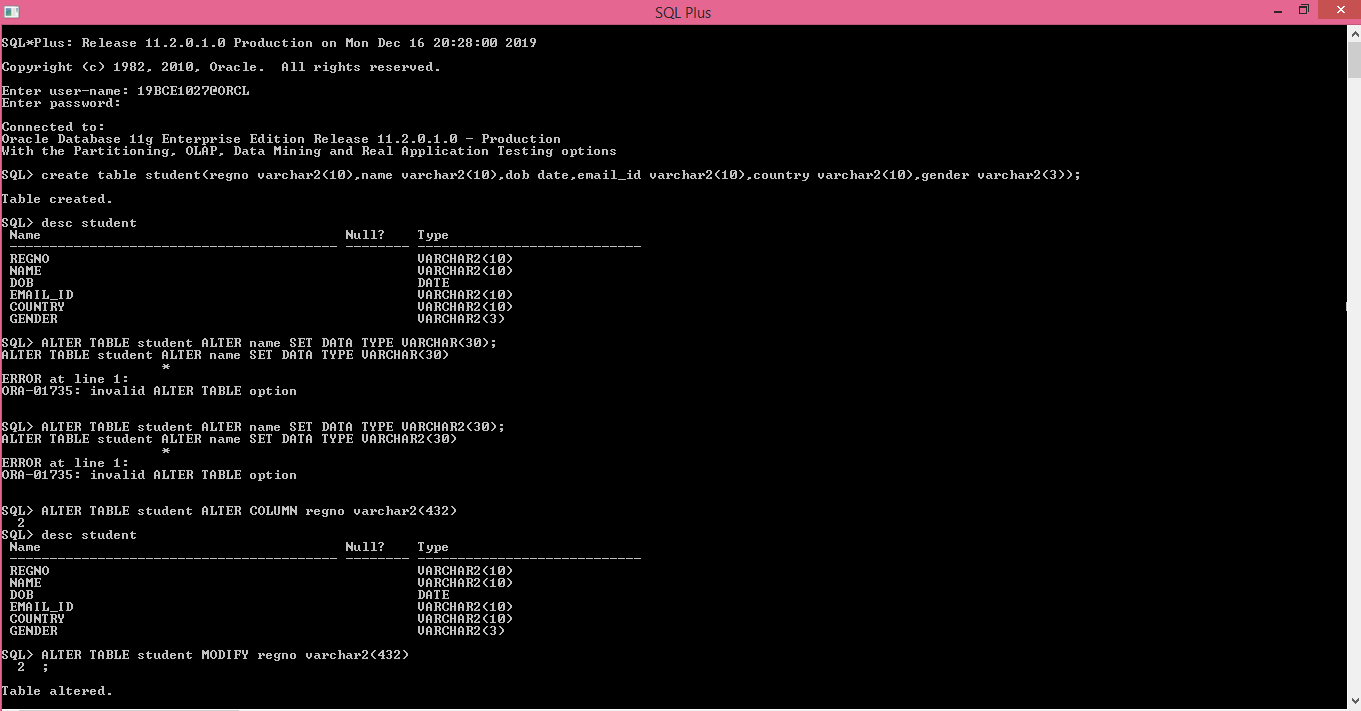 SQL Plus
SQL*Plus: Release 11.2.0.1.0 Production on Mon Dec 16 20:28:00 2019
Copyright (c) 1982, 2010, Oracle.  All rights reserved.
Enter user-name: 19BCE1027@ORCL
Enter password:
Connected to:
Oracle Database 11g Enterprise Edition Release 11.2.0.1.0 - Production
With the Partitioning, OLAP, Data Mining and Real Application Testing options
SQL> create table student(regno varchar2(10),name varchar2(10),dob date,email_id varchar2(10),country varchar2(10),gender varchar2(3));
Table created.
SQL> desc student
 Name                                      Null?    Type
 ----------------------------------------- -------- ----------------------------
 REGNO                                              VARCHAR2(10)
 NAME                                               VARCHAR2(10)
 DOB                                                DATE
 EMAIL_ID                                           VARCHAR2(10)
 COUNTRY                                            VARCHAR2(10)
 GENDER                                             VARCHAR2(3)
SQL> ALTER TABLE student ALTER name SET DATA TYPE VARCHAR(30);
ALTER TABLE student ALTER name SET DATA TYPE VARCHAR(30)
                    *
ERROR at line 1:
ORA-01735: invalid ALTER TABLE option
SQL> ALTER TABLE student ALTER name SET DATA TYPE VARCHAR2(30);
ALTER TABLE student ALTER name SET DATA TYPE VARCHAR2(30)
                    *
ERROR at line 1:
ORA-01735: invalid ALTER TABLE option
SQL> ALTER TABLE student ALTER COLUMN regno varchar2(432)
  2
SQL> desc student
 Name                                      Null?    Type
 ----------------------------------------- -------- ----------------------------
 REGNO                                              VARCHAR2(10)
 NAME                                               VARCHAR2(10)
 DOB                                                DATE
 EMAIL_ID                                           VARCHAR2(10)
 COUNTRY                                            VARCHAR2(10)
 GENDER                                             VARCHAR2(3)
SQL> ALTER TABLE student MODIFY regno varchar2(432)
  2  ;
Table altered.